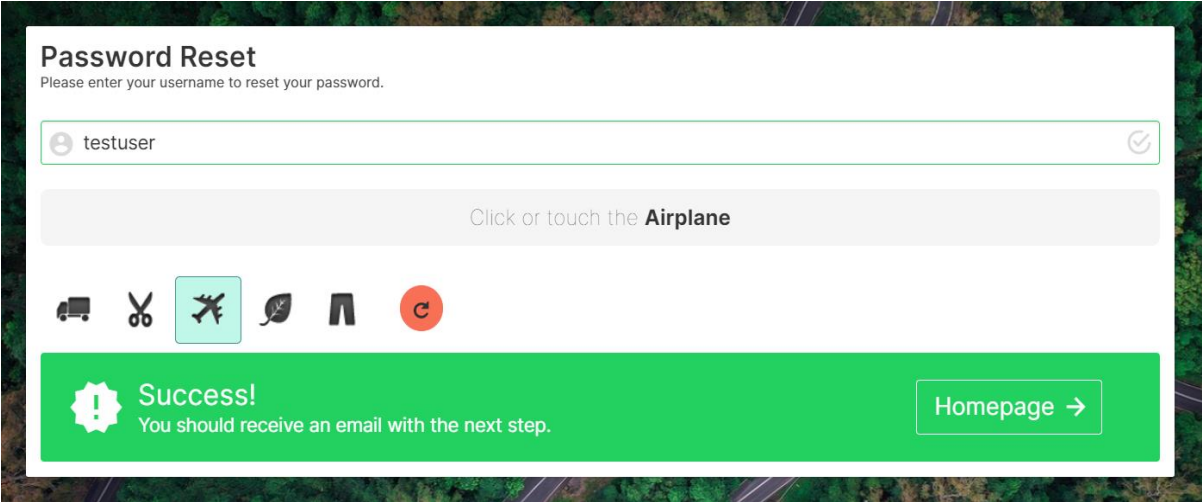 Password Reset
Please enter your username to reset your password.
testuser
Click or touch the Airplane
Success!
You should receive an email with the next step.
Homepage →